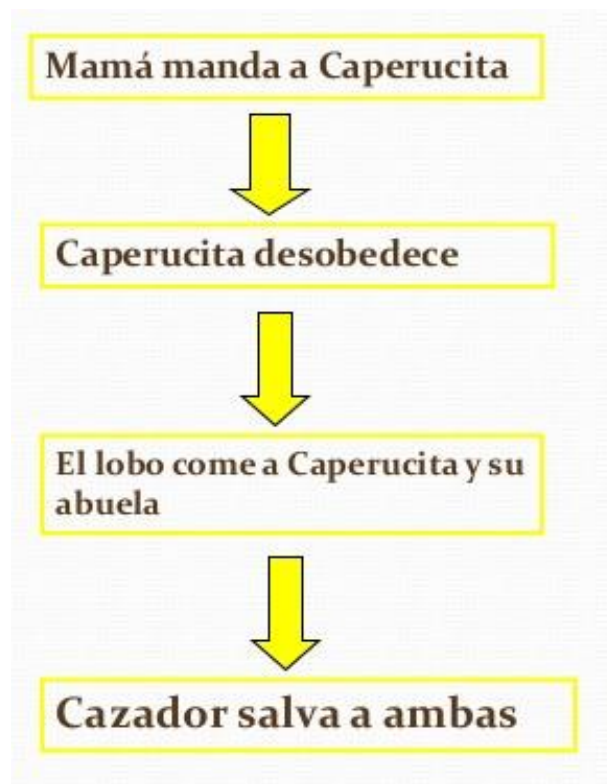 Mamá manda a Caperucita
Caperucita desobedece
El lobo come a Caperucita y su
abuela
Cazador salva a ambas